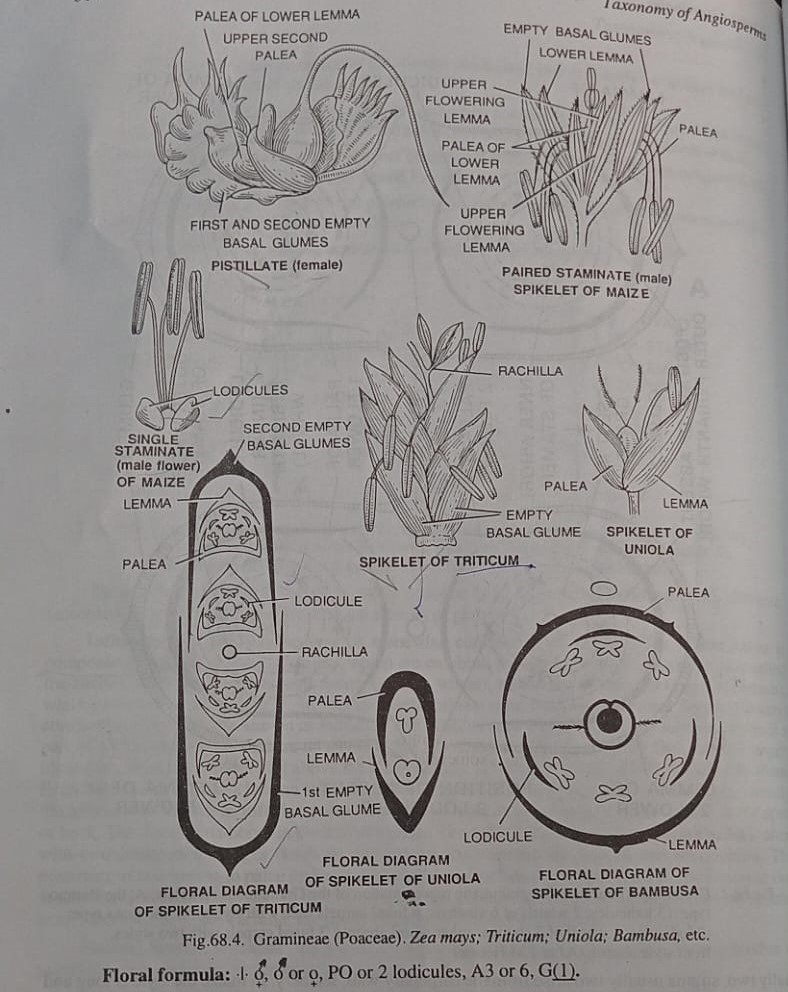 Taxonomy of Angiosperms
PALEA OF LOWER LEMMA
UPPER SECOND
PALEA
FIRST AND SECOND EMPTY
BASAL GLUMES
PISTILLATE (female)
EMPTY BASAL GLUMES
LOWER LEMMA
UPPER
FLOWERING
LEMMA
PALEA OF
LOWER
LEMMA
PALEA
UPPER
FLOWERING
LEMMA
PAIRED STAMINATE (male)
SPIKELET OF MAIZE
LODICULES
SINGLE
STAMINATE
(male flower)
OF MAIZE
RACHILLA
EMPTY
BASAL GLUME
SPIKELET OF TRITICUM
PALEA
LEMMA
SPIKELET OF
UNIOLA
SECOND EMPTY
BASAL GLUMES
LEMMA
PALEA
LODICULE
RACHILLA
1st EMPTY
BASAL GLUME
FLORAL DIAGRAM
OF SPIKELET OF TRITICUM
PALEA
LEMMA
FLORAL DIAGRAM
OF SPIKELET OF UNIOLA
PALEA
LODICULE
LEMMA
FLORAL DIAGRAM OF
SPIKELET OF BAMBUSA
Fig.68.4. Gramineae (Poaceae). Zea mays; Triticum; Uniola; Bambusa, etc.
Floral formula: ·|· ⚥, ♂ or ♀, PO or 2 lodicules, A3 or 6, G(1).